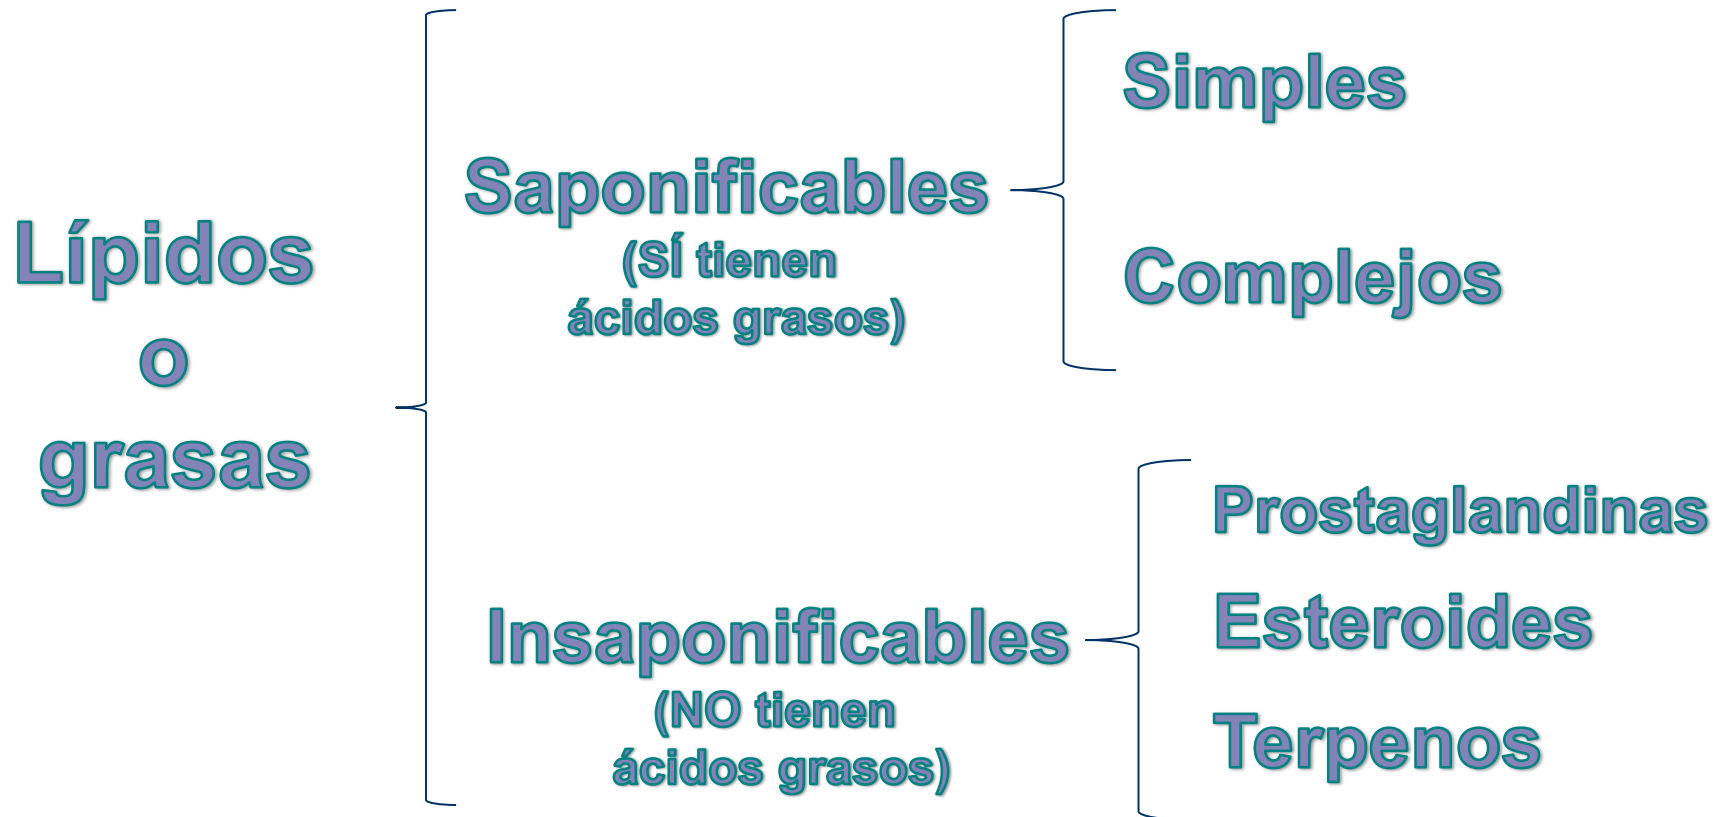 Lípidos
o
grasas
Saponificables
(SÍ tienen
ácidos grasos)
Simples
Complejos
Insaponificables
(NO tienen
ácidos grasos)
Prostaglandinas
Esteroides
Terpenos